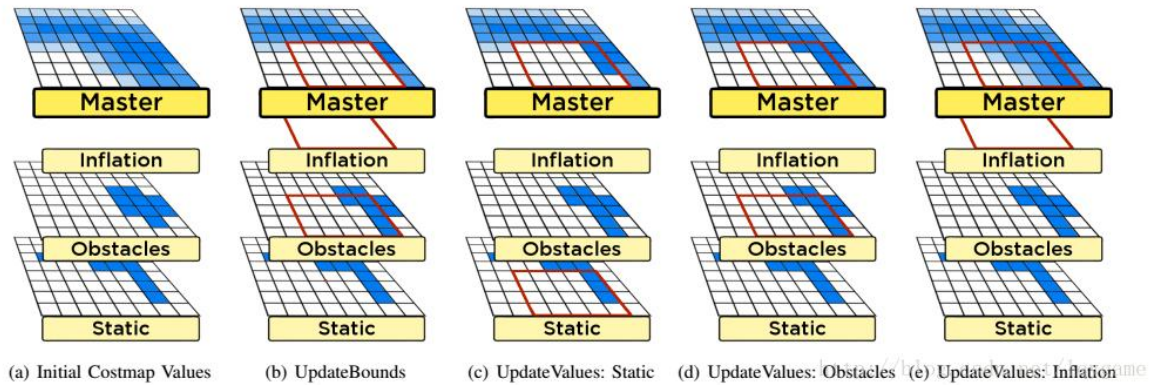 Master Master Master Master Master
Inflation Inflation Inflation Inflation Inflation
Obstacles Obstacles Obstacles Obstacles Obstacles
Static Static Static Static Static
(a) Initial Costmap Values (b) UpdateBounds (c) UpdateValues: Static (d) UpdateValues: Obstacles (e) UpdateValues: Inflation